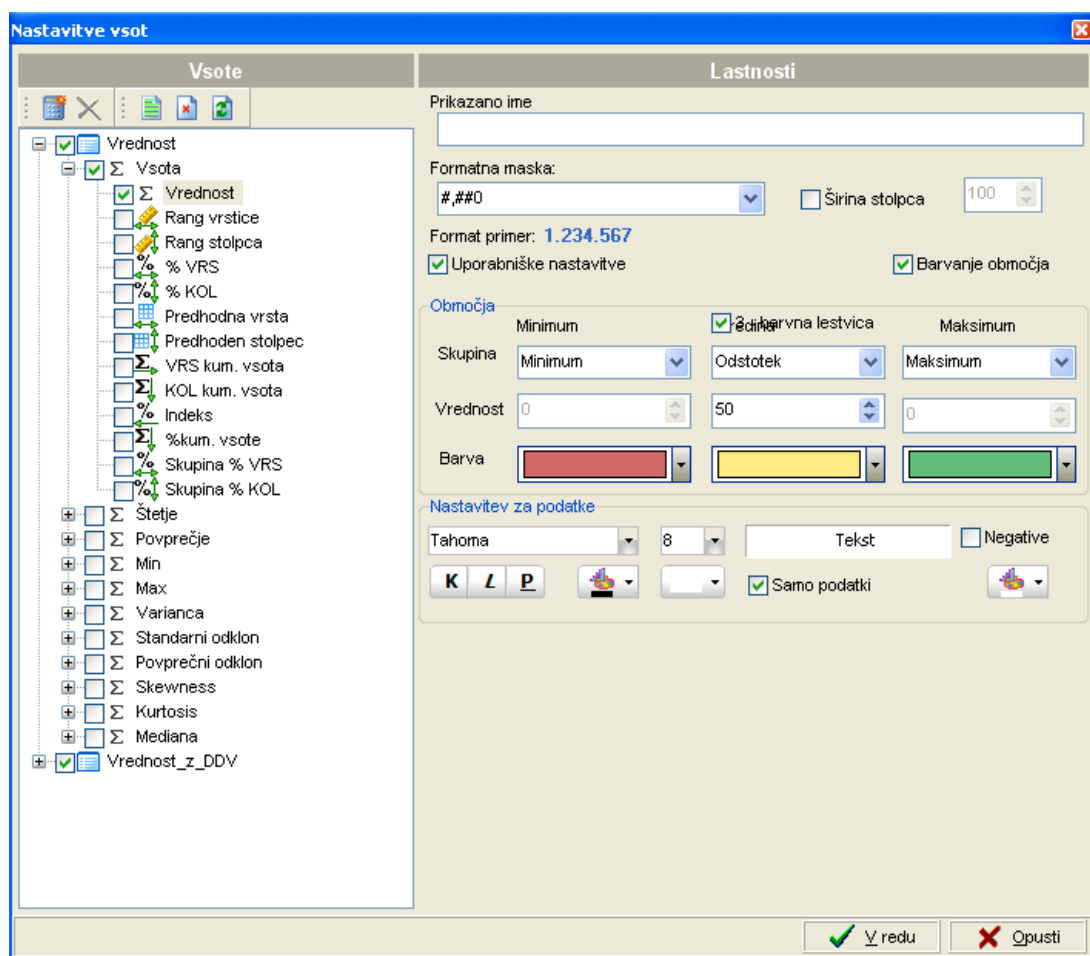 Nastavitve vsot
Vsote
Vrednost
Σ Vsota
Σ Vrednost
Rang vrstice
Rang stolpca
% VRS
% KOL
Predhodna vrsta
Predhoden stolpec
VRS kum. vsota
KOL kum. vsota
Indeks
%kum. vsote
Skupina % VRS
Skupina % KOL
Σ Štetje
Σ Povprečje
Σ Min
Σ Max
Σ Varianca
Σ Standarni odklon
Σ Povprečni odklon
Σ Skewness
Σ Kurtosis
Σ Mediana
Vrednost_z_DDV
Lastnosti
Prikazano ime
Formatna maska:
#,##0
Širina stolpca 100
Format primer: 1.234.567
Uporabniške nastavitve Barvanje območja
Območja
Minimum barvna lestvica Maksimum
Skupina Minimum Odstotek Maksimum
Vrednost 0 50 0
Barva
Nastavitev za podatke
Tahoma 8 Tekst Negative
K L P Samo podatki
V redu Opusti